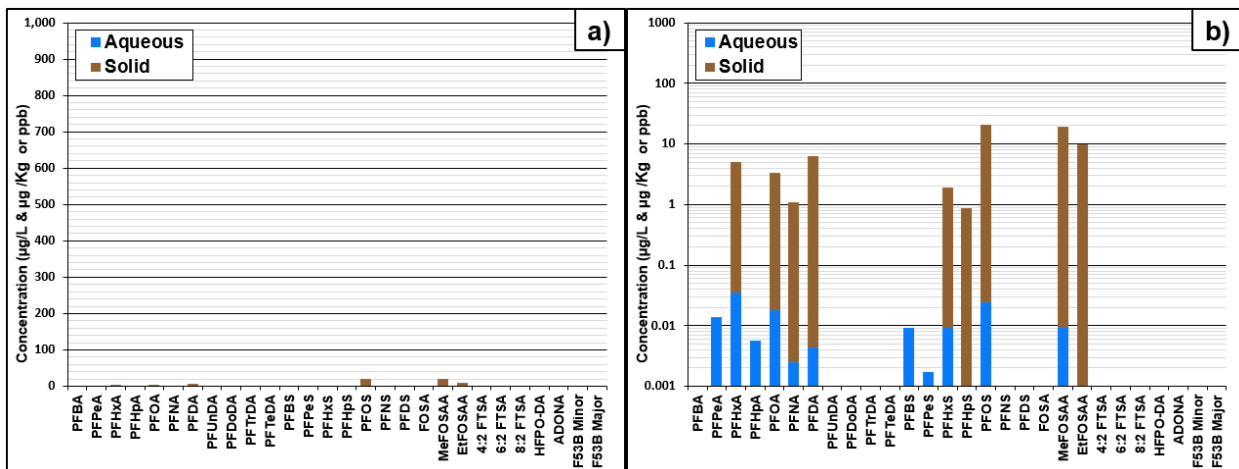 a)
Aqueous
Solid
Concentration (µg/L & µg /Kg or ppb)
1,000
900
800
700
600
500
400
300
200
100
0
PFBA
PFPeA
PFHxA
PFHpA
PFOA
PFNA
PFDA
PFUnDA
PFDoDA
PFTrDA
PFTeDA
PFBS
PFPeS
PFHxS
PFHpS
PFOS
PFNS
PFDS
FOSA
MeFOSAA
EtFOSAA
4:2 FTSA
6:2 FTSA
8:2 FTSA
HFPO-DA
ADONA
F53B Minor
F53B Major
b)
Aqueous
Solid
Concentration (µg/L & µg /Kg or ppb)
1000
100
10
1
0.1
0.01
0.001
PFBA
PFPeA
PFHxA
PFHpA
PFOA
PFNA
PFDA
PFUnDA
PFDoDA
PFTrDA
PFTeDA
PFBS
PFPeS
PFHxS
PFHpS
PFOS
PFNS
PFDS
FOSA
MeFOSAA
EtFOSAA
4:2 FTSA
6:2 FTSA
8:2 FTSA
HFPO-DA
ADONA
F53B Minor
F53B Major